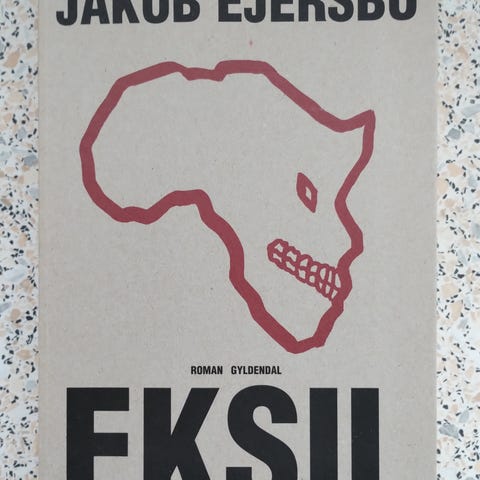 JAKOB EJERSBO
ROMAN GYLDENDAL
EKSIL